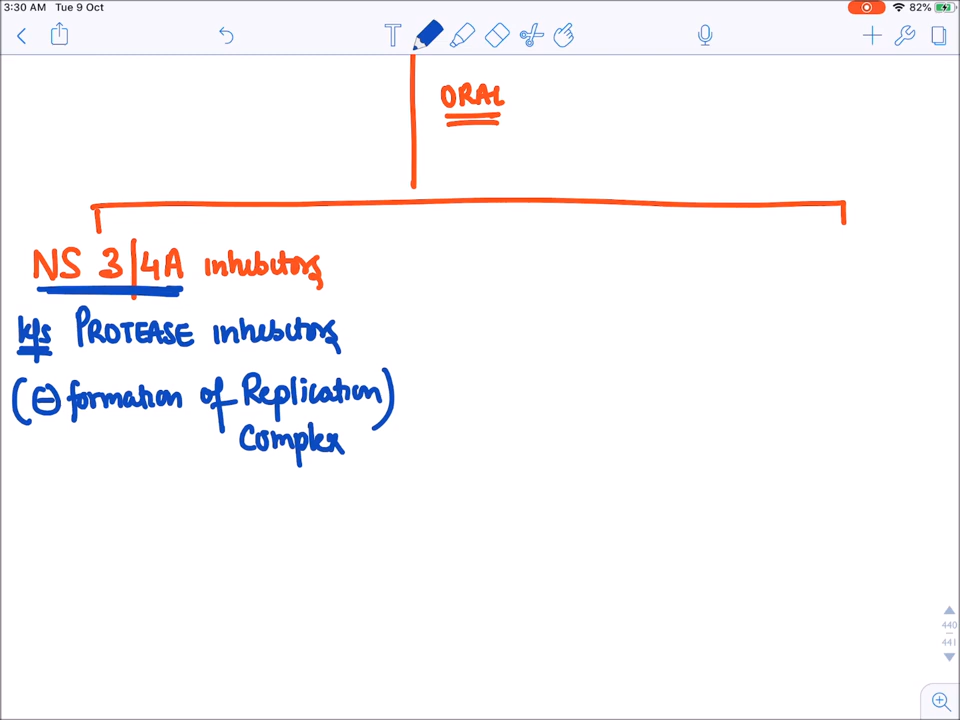 3:30 AM Tue 9 Oct 82%
T
ORAL
NS 3|4A inhibitors
k/s PROTEASE inhibitors
(⊖ formation of Replication)
Complex
440
441